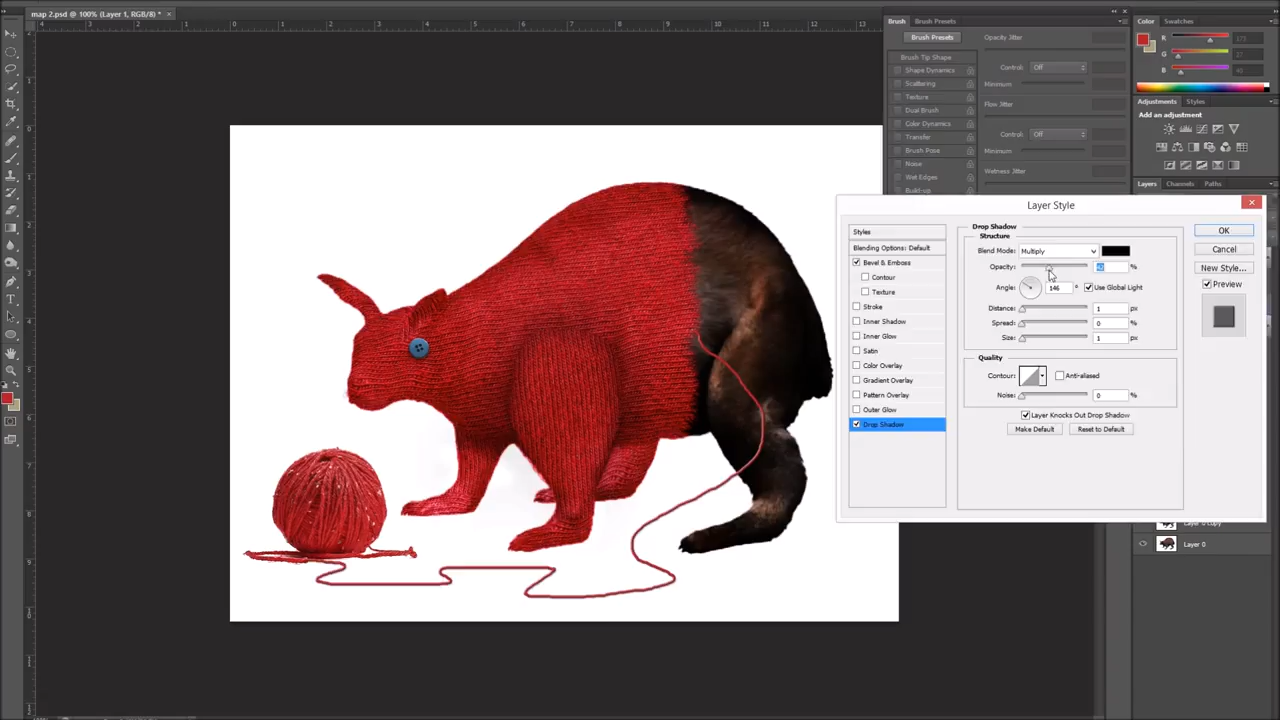 map 2.psd @ 100% (Layer 1, RGB/8) * ×
Brush Brush Presets
Brush Presets
Opacity Jitter
Brush Tip Shape
Shape Dynamics
Control: Off
Scattering
Minimum
Texture
Flow Jitter
Dual Brush
Color Dynamics
Control: Off
Transfer
Brush Pose
Minimum
Noise
Wet Edges
Wetness Jitter
Build-up
Color Swatches
R
G
B
Adjustments Styles
Add an adjustment
Layers Channels Paths
Layer Style
Styles
Blending Options: Default
Bevel & Emboss
Contour
Texture
Stroke
Inner Shadow
Inner Glow
Satin
Color Overlay
Gradient Overlay
Pattern Overlay
Outer Glow
Drop Shadow
Drop Shadow
Structure
Blend Mode: Multiply
Opacity: 42 %
Angle: 146 ° Use Global Light
Distance: 1 px
Spread: 0 %
Size: 1 px
Quality
Contour: Anti-aliased
Noise: 0 %
Layer Knocks Out Drop Shadow
Make Default Reset to Default
OK
Cancel
New Style...
Preview
Layer 0 copy
Layer 0